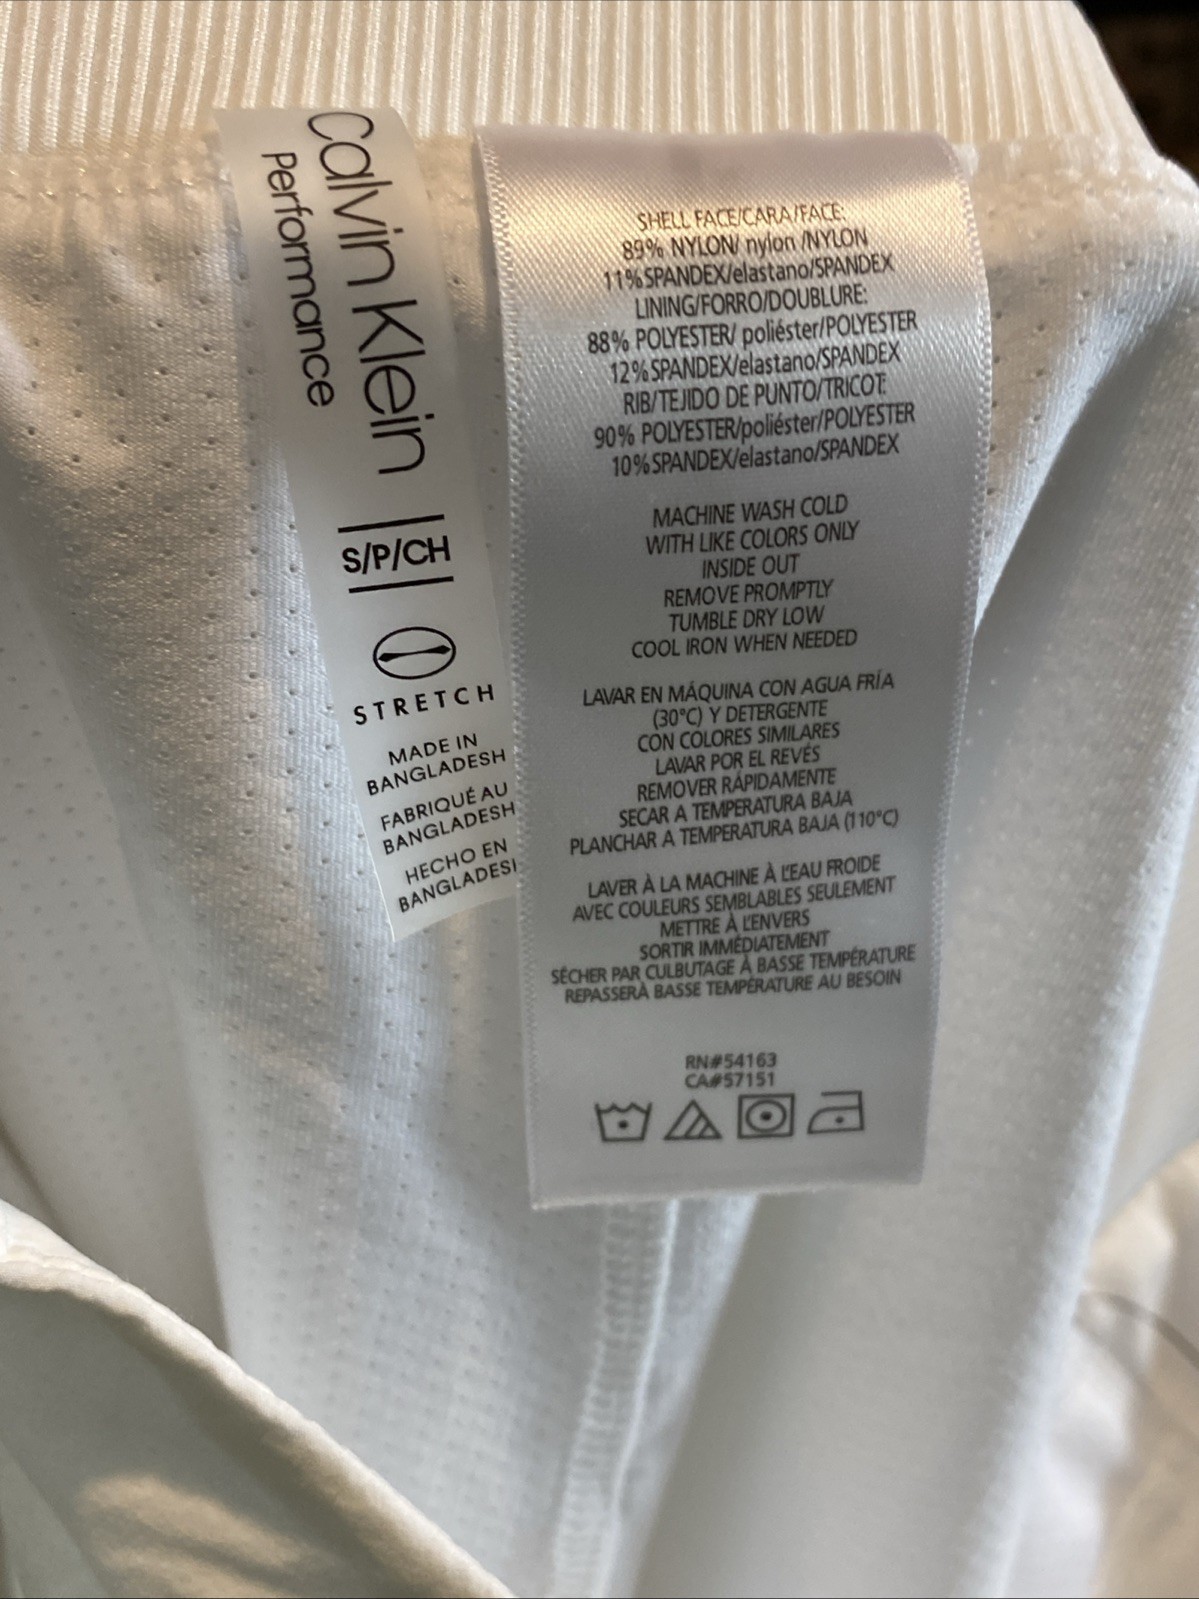 Calvin Klein
Performance
S/P/CH
STRETCH
MADE IN
BANGLADESH
FABRIQUÉ AU
BANGLADESH
HECHO EN
BANGLADES
SHELL FACE/CARA/FACE:
89% NYLON/ nylon /NYLON
11%SPANDEX/elastano/SPANDEX
LINING/FORRO/DOUBLURE:
88% POLYESTER/ poliéster/POLYESTER
12%SPANDEX/elastano/SPANDEX
RIB/TEJIDO DE PUNTO/TRICOT:
90% POLYESTER/poliéster/POLYESTER
10%SPANDEX/elastano/SPANDEX
MACHINE WASH COLD
WITH LIKE COLORS ONLY
INSIDE OUT
REMOVE PROMPTLY
TUMBLE DRY LOW
COOL IRON WHEN NEEDED
LAVAR EN MÁQUINA CON AGUA FRÍA
(30°C) Y DETERGENTE
CON COLORES SIMILARES
LAVAR POR EL REVÉS
REMOVER RÁPIDAMENTE
SECAR A TEMPERATURA BAJA
PLANCHAR A TEMPERATURA BAJA (110°C)
LAVER À LA MACHINE À L'EAU FROIDE
AVEC COULEURS SEMBLABLES SEULEMENT
METTRE À L'ENVERS
SORTIR IMMÉDIATEMENT
SÉCHER PAR CULBUTAGE À BASSE TEMPÉRATURE
REPASSERÀ BASSE TEMPÉRATURE AU BESOIN
RN#54163
CA#57151